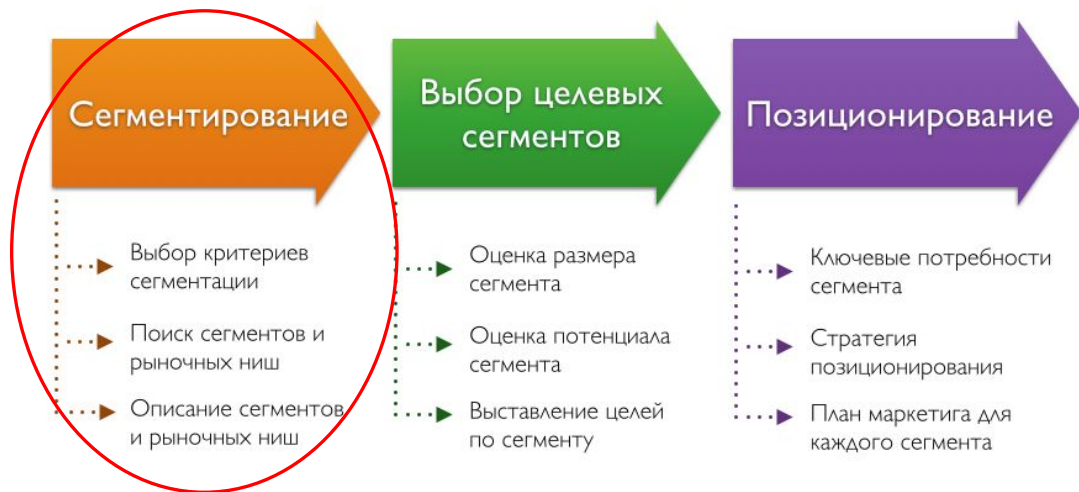 Сегментирование
Выбор критериев
сегментации
Поиск сегментов и
рыночных ниш
Описание сегментов
и рыночных ниш
Выбор целевых
сегментов
Оценка размера
сегмента
Оценка потенциала
сегмента
Выставление целей
по сегменту
Позиционирование
Ключевые потребности
сегмента
Стратегия
позиционирования
План маркетига для
каждого сегмента